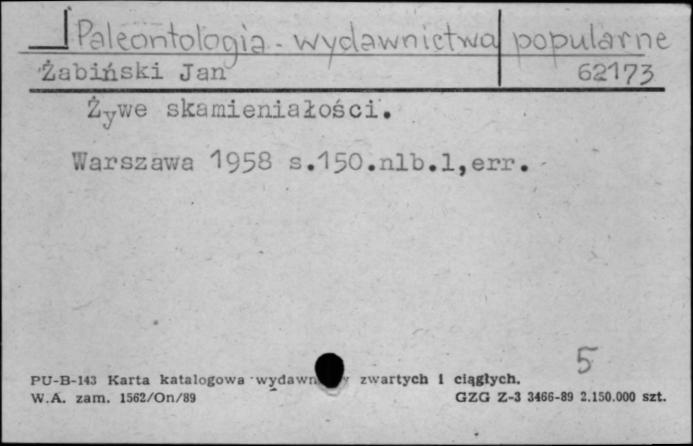 Paleontologia - wydawnictwa popularne
Żabiński Jan 62173
Żywe skamieniałości.
Warszawa 1958 s.150.nlb.1,err.
5
PU-B-143 Karta katalogowa wydawn zwartych i ciągłych.
W.A. zam. 1562/On/89 GZG Z-3 3466-89 2.150.000 szt.